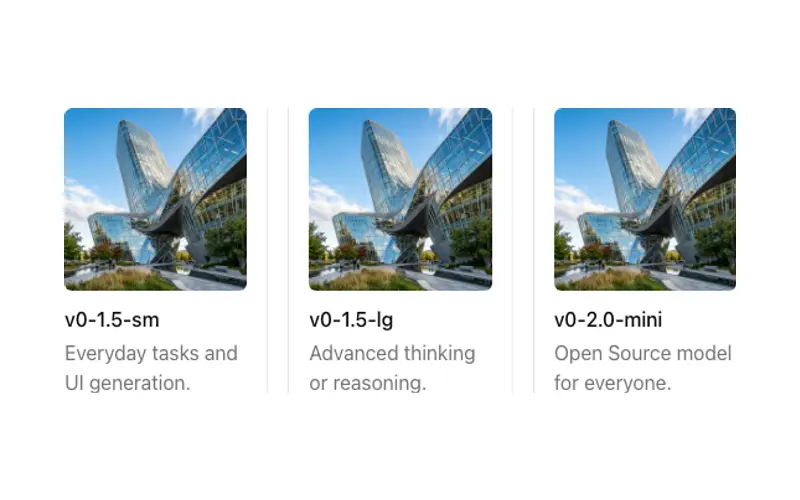 v0-1.5-sm
Everyday tasks and
UI generation.
v0-1.5-lg
Advanced thinking
or reasoning.
v0-2.0-mini
Open Source model
for everyone.